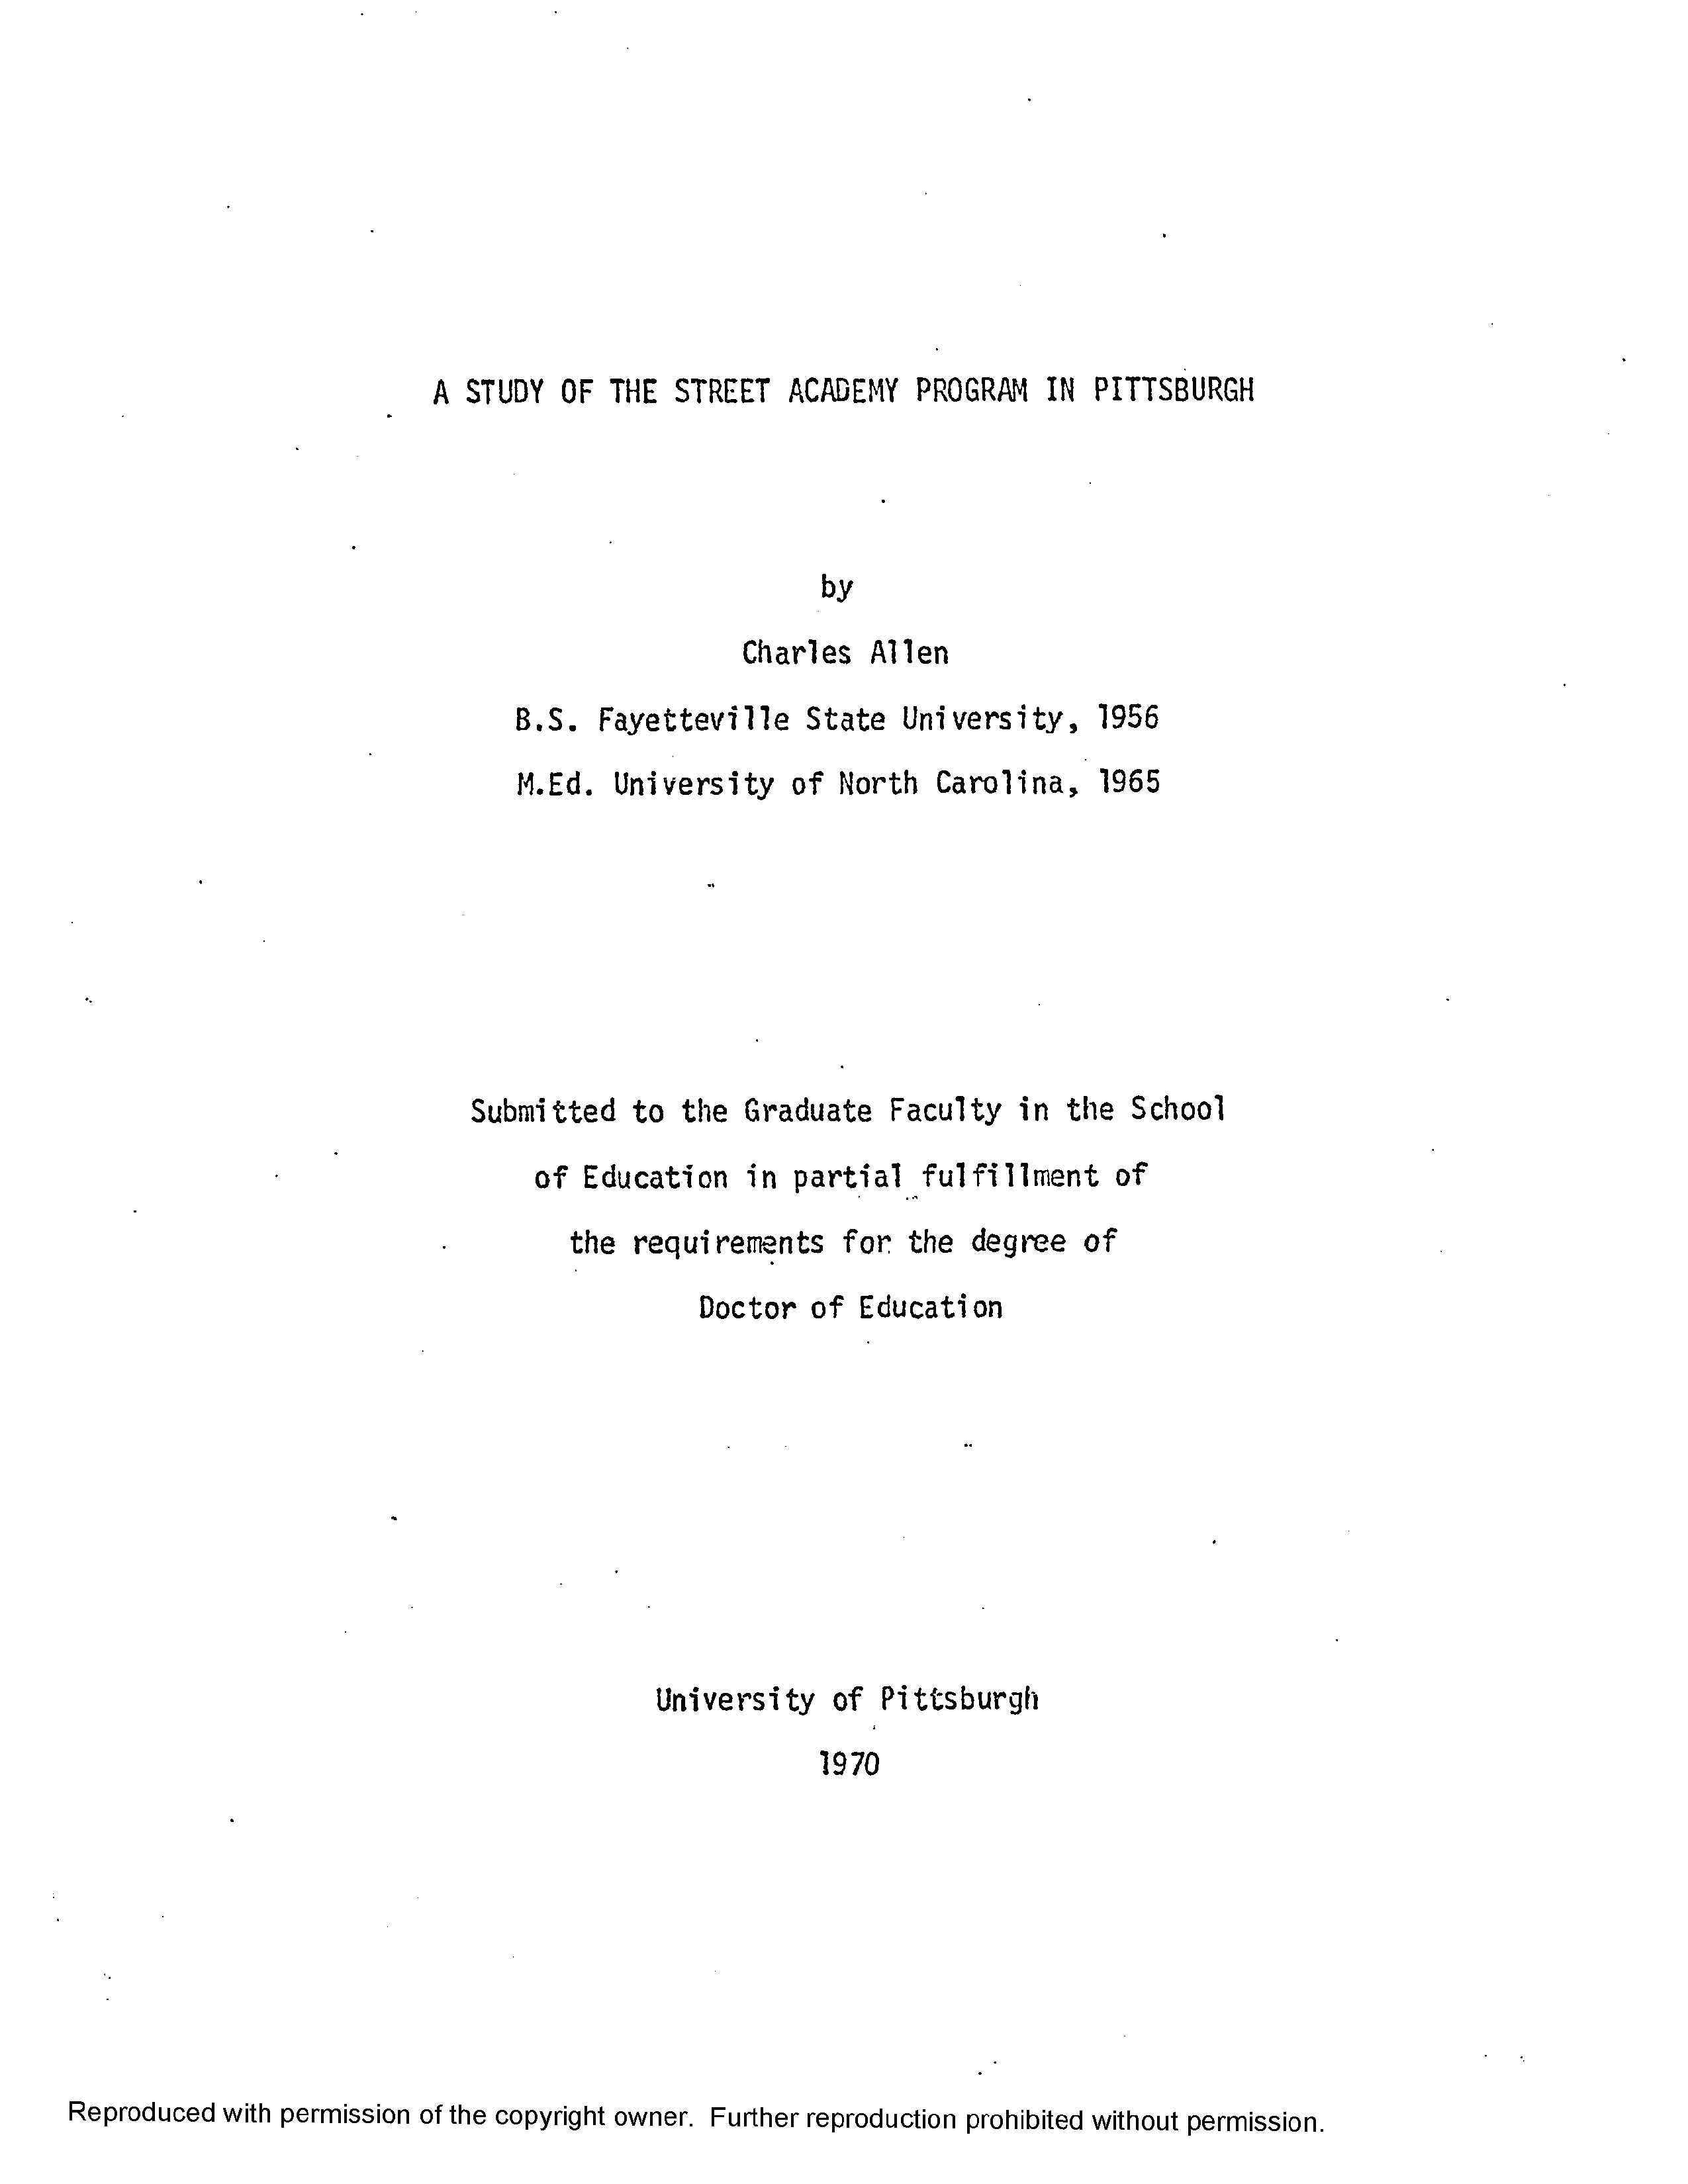 A STUDY OF THE STREET ACADEMY PROGRAM IN PITTSBURGH
by
Charles Allen
B.S. Fayetteville State University, 1956
M.Ed. University of North Carolina, 1965
Submitted to the Graduate Faculty in the School
of Education in partial fulfillment of
the requirements for the degree of
Doctor of Education
University of Pittsburgh
1970
Reproduced with permission of the copyright owner. Further reproduction prohibited without permission.